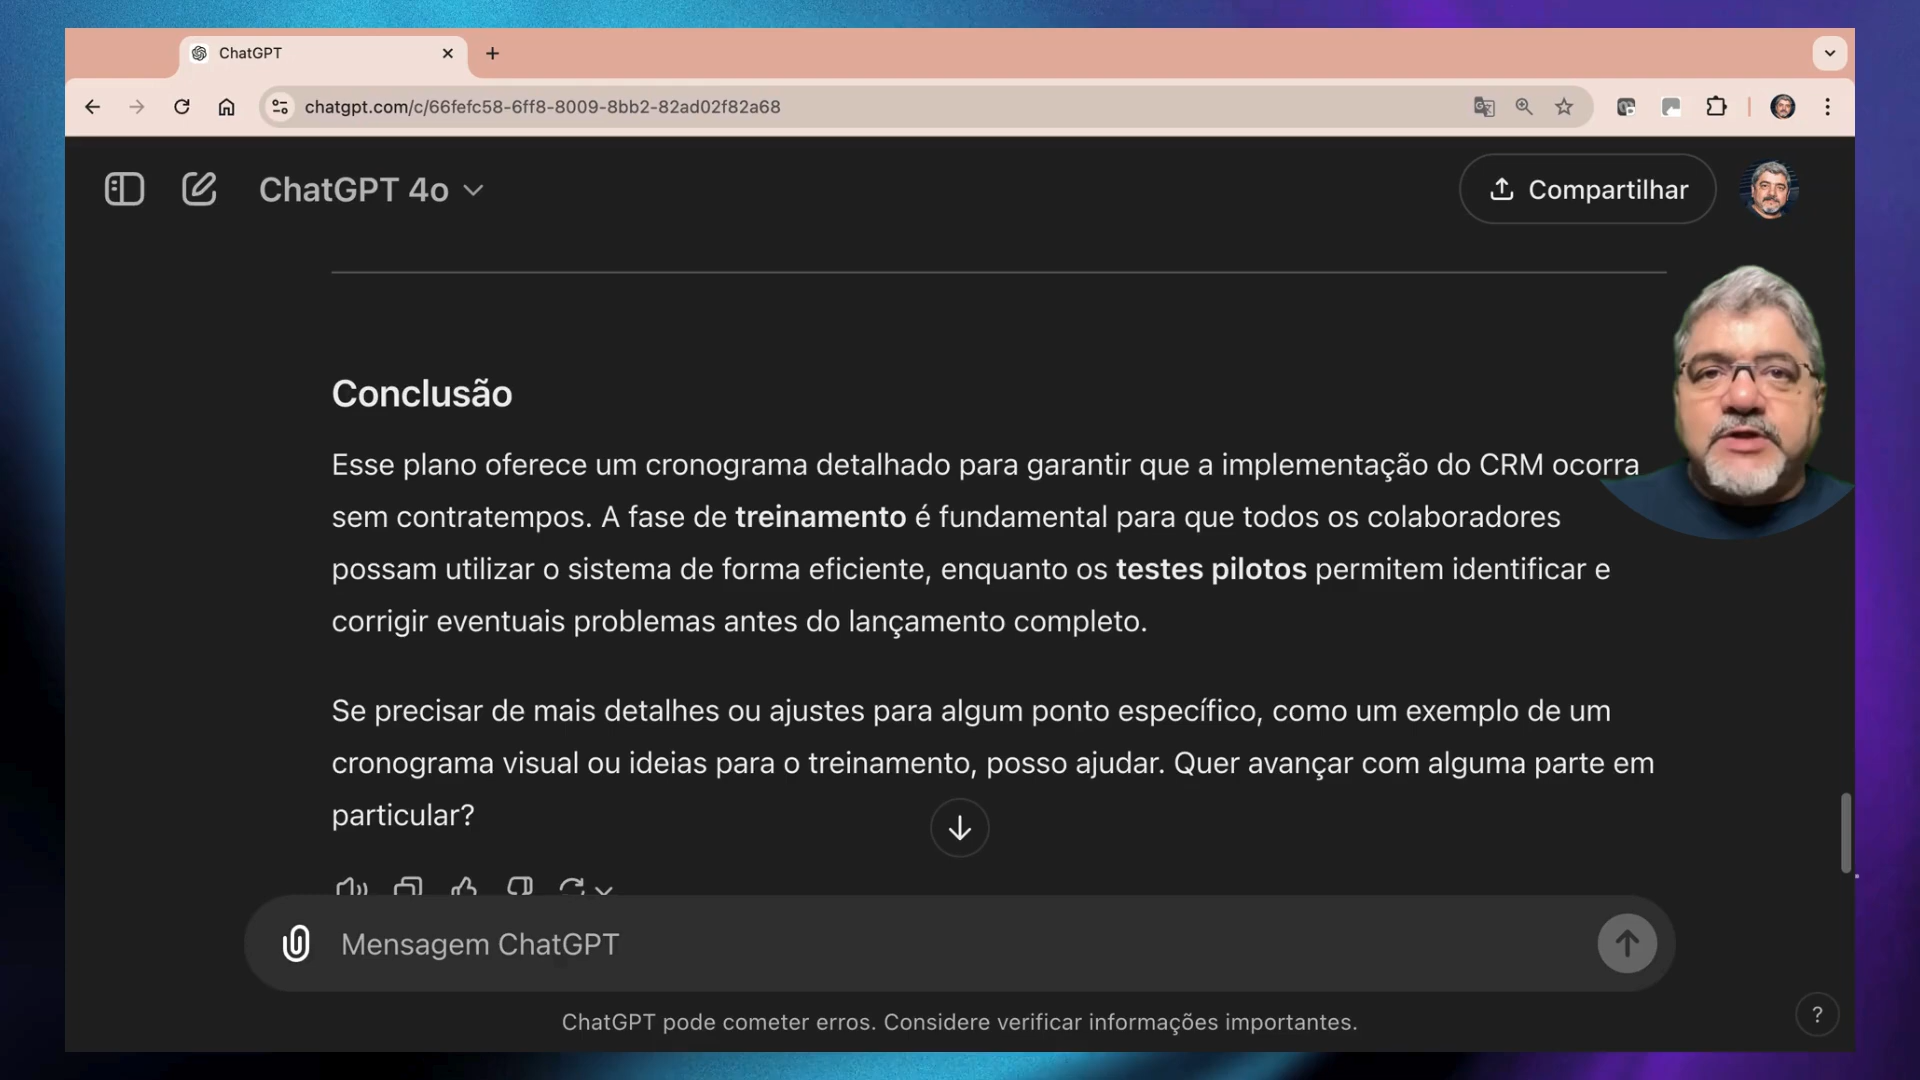 ChatGPT
chatgpt.com/c/66fefc58-6ff8-8009-8bb2-82ad02f82a68
ChatGPT 4o
Compartilhar
Conclusão
Esse plano oferece um cronograma detalhado para garantir que a implementação do CRM ocorra
sem contratempos. A fase de treinamento é fundamental para que todos os colaboradores
possam utilizar o sistema de forma eficiente, enquanto os testes pilotos permitem identificar e
corrigir eventuais problemas antes do lançamento completo.
Se precisar de mais detalhes ou ajustes para algum ponto específico, como um exemplo de um
cronograma visual ou ideias para o treinamento, posso ajudar. Quer avançar com alguma parte em
particular?
Mensagem ChatGPT
ChatGPT pode cometer erros. Considere verificar informações importantes.
?